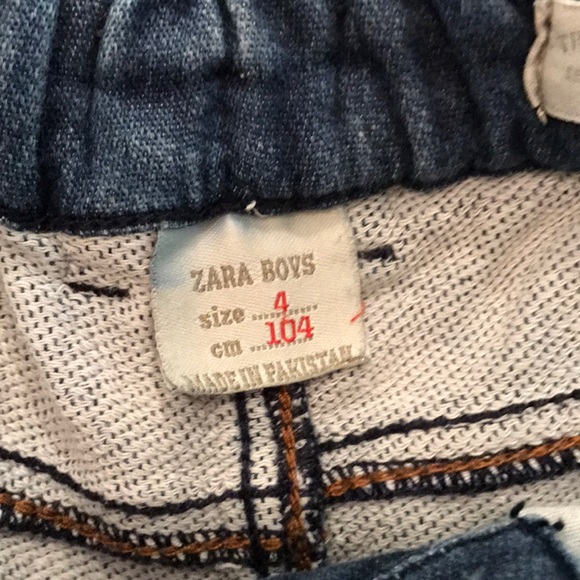 ZARA BOYS
size ........4......
cm ........104
MADE IN PAKISTAN